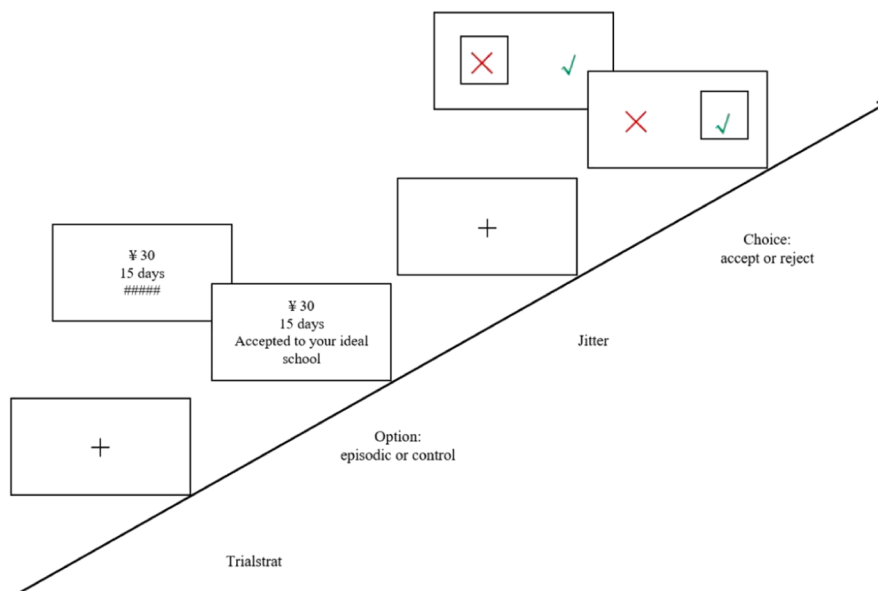 ¥ 30
15 days
#####
¥ 30
15 days
Accepted to your ideal
school
Choice:
accept or reject
Jitter
Option:
episodic or control
Trialstrat